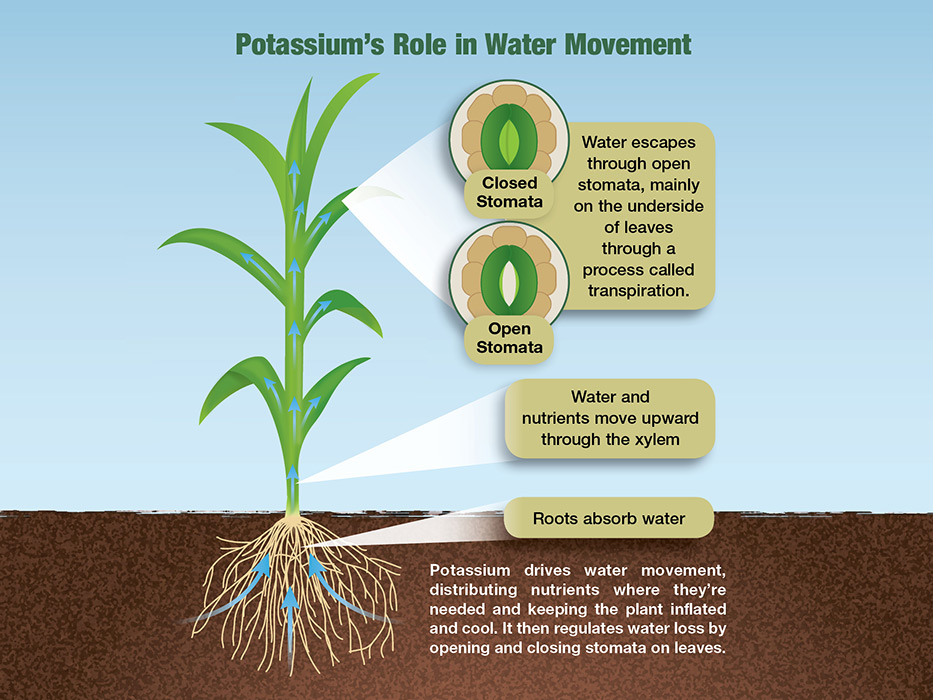 Potassium's Role in Water Movement
Closed
Stomata
Water escapes
through open
stomata, mainly
on the underside
of leaves
through a
process called
transpiration.
Open
Stomata
Water and
nutrients move upward
through the xylem
Roots absorb water
Potassium drives water movement,
distributing nutrients where they're
needed and keeping the plant inflated
and cool. It then regulates water loss by
opening and closing stomata on leaves.